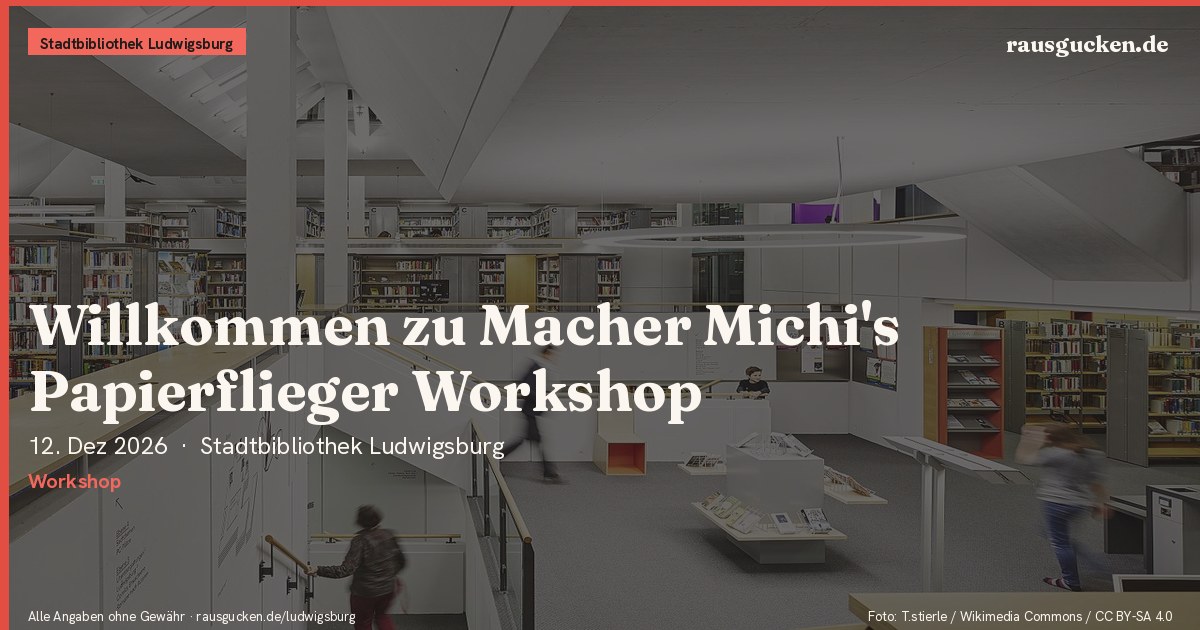 Stadtbibliothek Ludwigsburg
rausgucken.de
Willkommen zu Macher Michi's
Papierflieger Workshop
12. Dez 2026 · Stadtbibliothek Ludwigsburg
Workshop
Alle Angaben ohne Gewähr · rausgucken.de/ludwigsburg
Foto: T.stierle / Wikimedia Commons / CC BY-SA 4.0